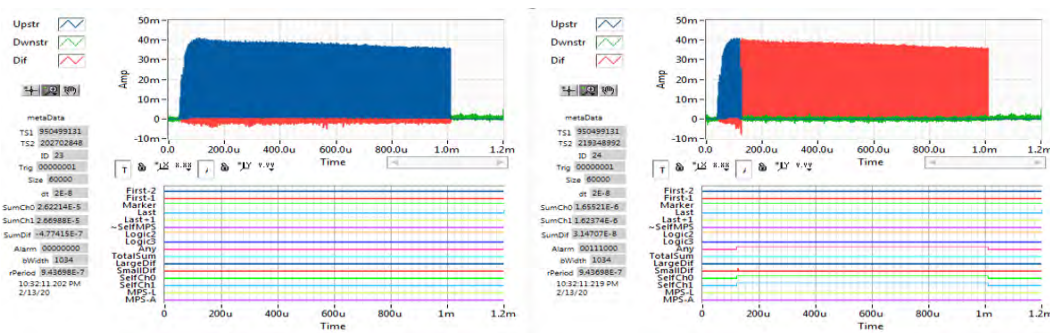 Upstr
Dwnstr
Dif
metaData
TS1 950499131
TS2 202702848
ID 23
Trig 00000001
Size 60000
dt 2E-8
SumCh0 2.62214E-5
SumCh1 2.66988E-5
SumDif -4.77415E-7
Alarm 00000000
bWidth 1034
rPeriod 9.43698E-7
10:32:11.202 PM
2/13/20
Amp
50m
40m
30m
20m
10m
0
-10m
0.0 200.0u 400.0u 600.0u 800.0u 1.0m 1.2m
Time
First-2
First-1
Marker
Last
Last+1
~SelfMPS
Logic2
Logic3
Any
TotalSum
LargeDif
SmallDif
SelfCh0
SelfCh1
MPS-L
MPS-A
0 200u 400u 600u 800u 1m 1.2m
Time
Upstr
Dwnstr
Dif
metaData
TS1 950499131
TS2 219348992
ID 24
Trig 00000001
Size 60000
dt 2E-8
SumCh0 1.65521E-6
SumCh1 1.62374E-6
SumDif 3.14707E-8
Alarm 00111000
bWidth 1034
rPeriod 9.43698E-7
10:32:11.219 PM
2/13/20
Amp
50m
40m
30m
20m
10m
0
-10m
0.0 200.0u 400.0u 600.0u 800.0u 1.0m 1.2m
Time
First-2
First-1
Marker
Last
Last+1
~SelfMPS
Logic2
Logic3
Any
TotalSum
LargeDif
SmallDif
SelfCh0
SelfCh1
MPS-L
MPS-A
0 200u 400u 600u 800u 1m 1.2m
Time